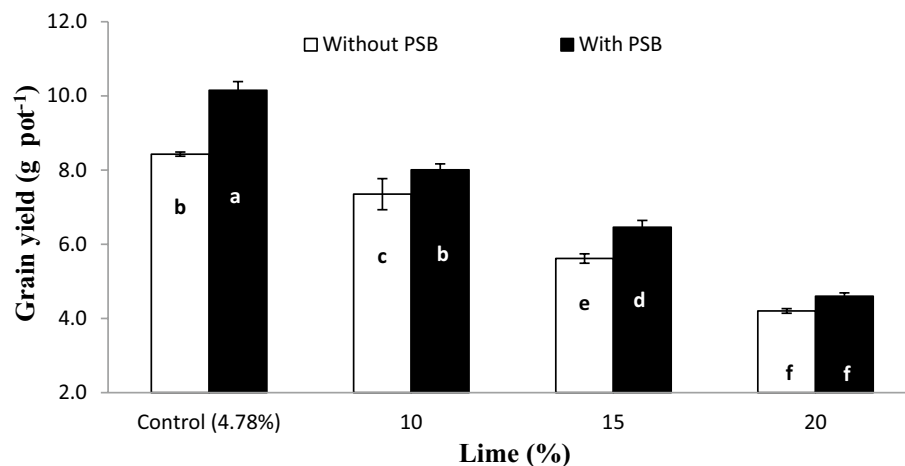 12.0
Without PSB With PSB
10.0
8.0
6.0
4.0
2.0
Grain yield (g pot⁻¹)
b a c b e d f f
Control (4.78%) 10 15 20
Lime (%)